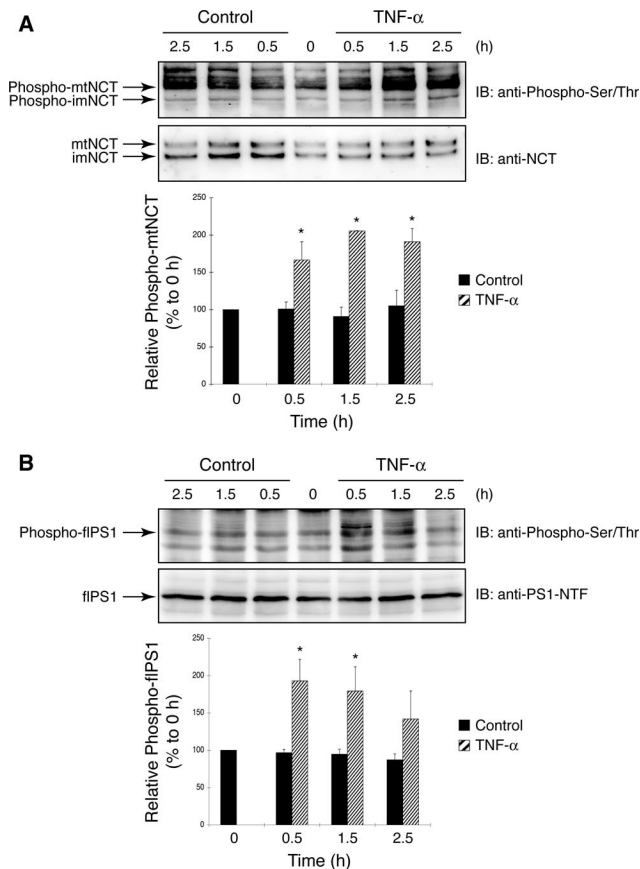 A
Control TNF-α
2.5 1.5 0.5 0 0.5 1.5 2.5 (h)
Phospho-mtNCT
Phospho-imNCT
IB: anti-Phospho-Ser/Thr
mtNCT
imNCT
IB: anti-NCT
Relative Phospho-mtNCT
(% to 0 h)
250
200
150
100
50
0
* * *
Control
TNF-α
0 0.5 1.5 2.5
Time (h)
B
Control TNF-α
2.5 1.5 0.5 0 0.5 1.5 2.5 (h)
Phospho-flPS1
IB: anti-Phospho-Ser/Thr
flPS1
IB: anti-PS1-NTF
Relative Phospho-flPS1
(% to 0 h)
250
200
150
100
50
0
* *
Control
TNF-α
0 0.5 1.5 2.5
Time (h)